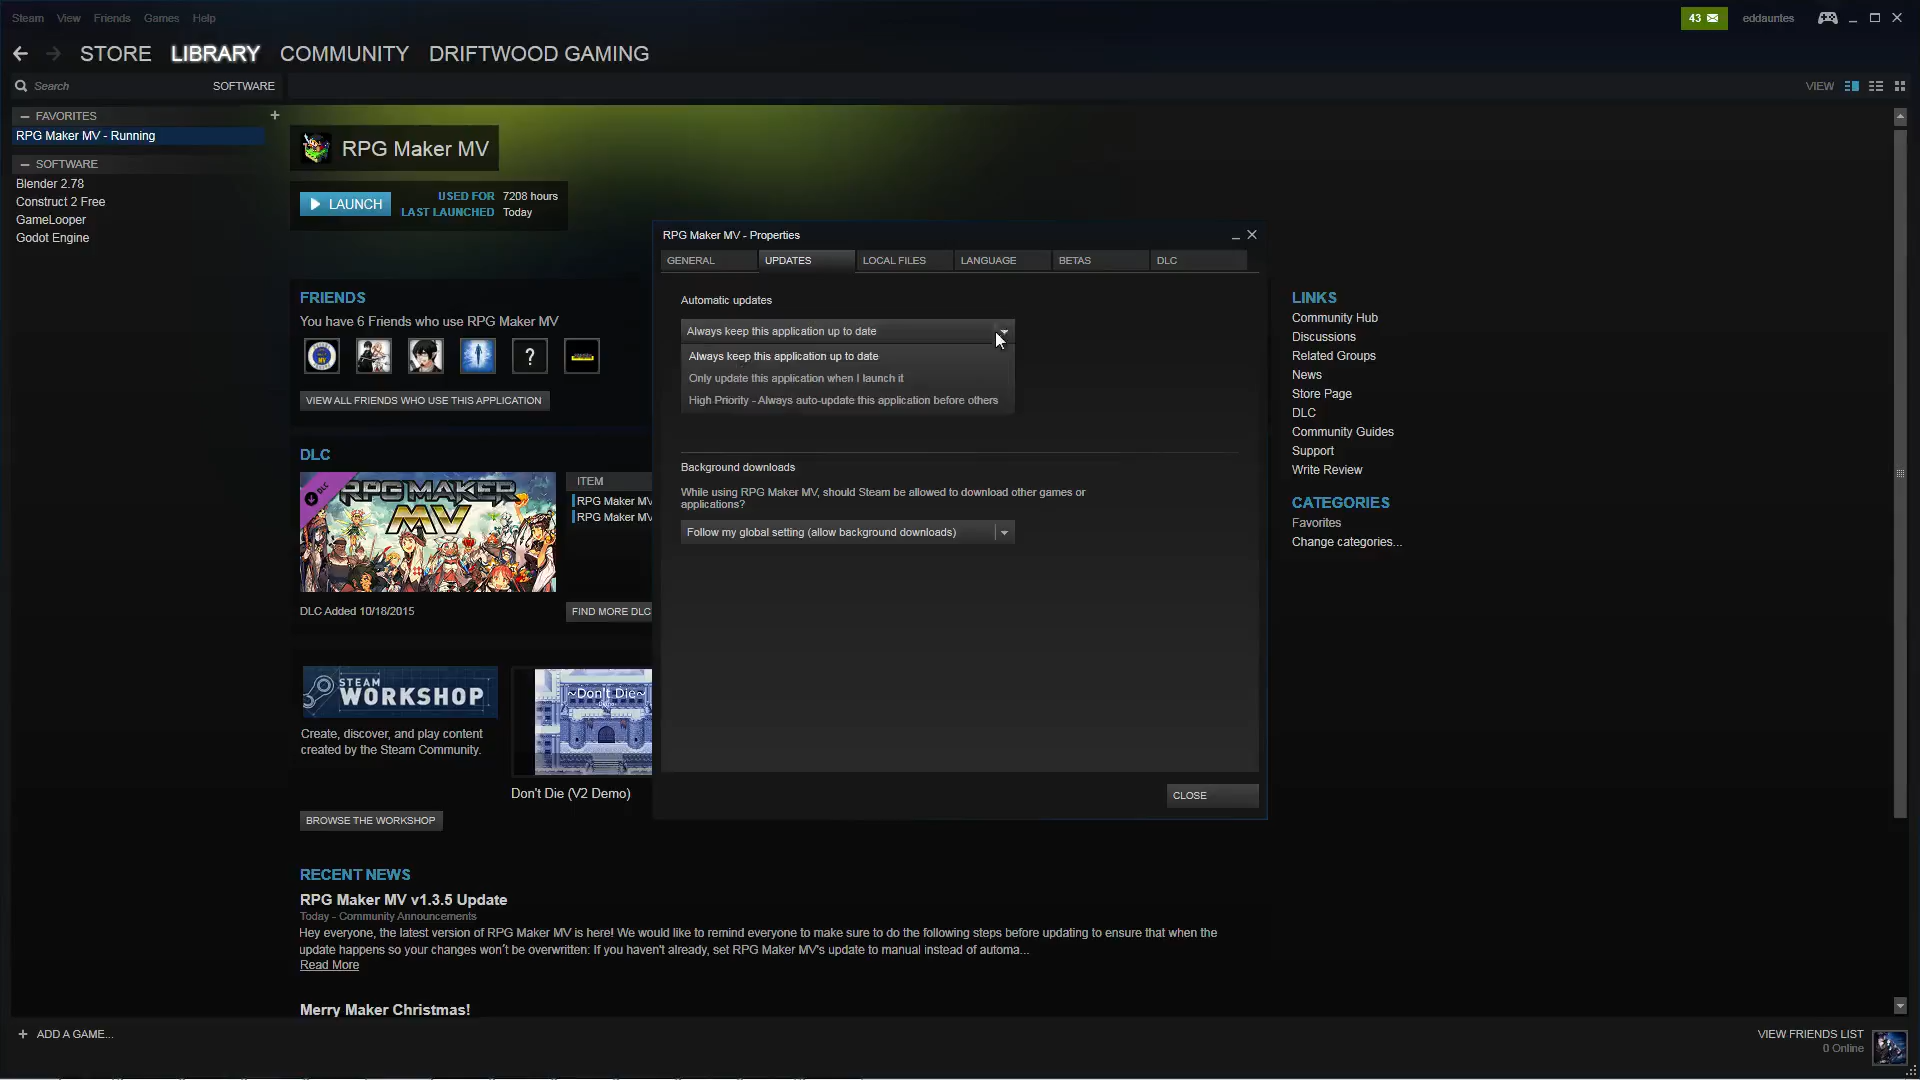 Steam View Friends Games Help
43 eddauntes
STORE LIBRARY COMMUNITY DRIFTWOOD GAMING
Search SOFTWARE
VIEW
— FAVORITES +
RPG Maker MV - Running
— SOFTWARE
Blender 2.78
Construct 2 Free
GameLooper
Godot Engine
RPG Maker MV
LAUNCH
USED FOR 7208 hours
LAST LAUNCHED Today
FRIENDS
You have 6 Friends who use RPG Maker MV
?
VIEW ALL FRIENDS WHO USE THIS APPLICATION
DLC
DLC
RPG MAKER
MV
ITEM
RPG Maker MV
RPG Maker MV
DLC Added 10/18/2015
FIND MORE DLC
STEAM
WORKSHOP
Create, discover, and play content
created by the Steam Community.
~Don't Die~
Don't Die (V2 Demo)
BROWSE THE WORKSHOP
RECENT NEWS
RPG Maker MV v1.3.5 Update
Today - Community Announcements
Hey everyone, the latest version of RPG Maker MV is here! We would like to remind everyone to make sure to do the following steps before updating to ensure that when the
update happens so your changes won't be overwritten: If you haven't already, set RPG Maker MV's update to manual instead of automa...
Read More
Merry Maker Christmas!
RPG Maker MV - Properties
GENERAL UPDATES LOCAL FILES LANGUAGE BETAS DLC
Automatic updates
Always keep this application up to date
Always keep this application up to date
Only update this application when I launch it
High Priority - Always auto-update this application before others
Background downloads
While using RPG Maker MV, should Steam be allowed to download other games or
applications?
Follow my global setting (allow background downloads)
CLOSE
LINKS
Community Hub
Discussions
Related Groups
News
Store Page
DLC
Community Guides
Support
Write Review
CATEGORIES
Favorites
Change categories...
+ ADD A GAME...
VIEW FRIENDS LIST
0 Online